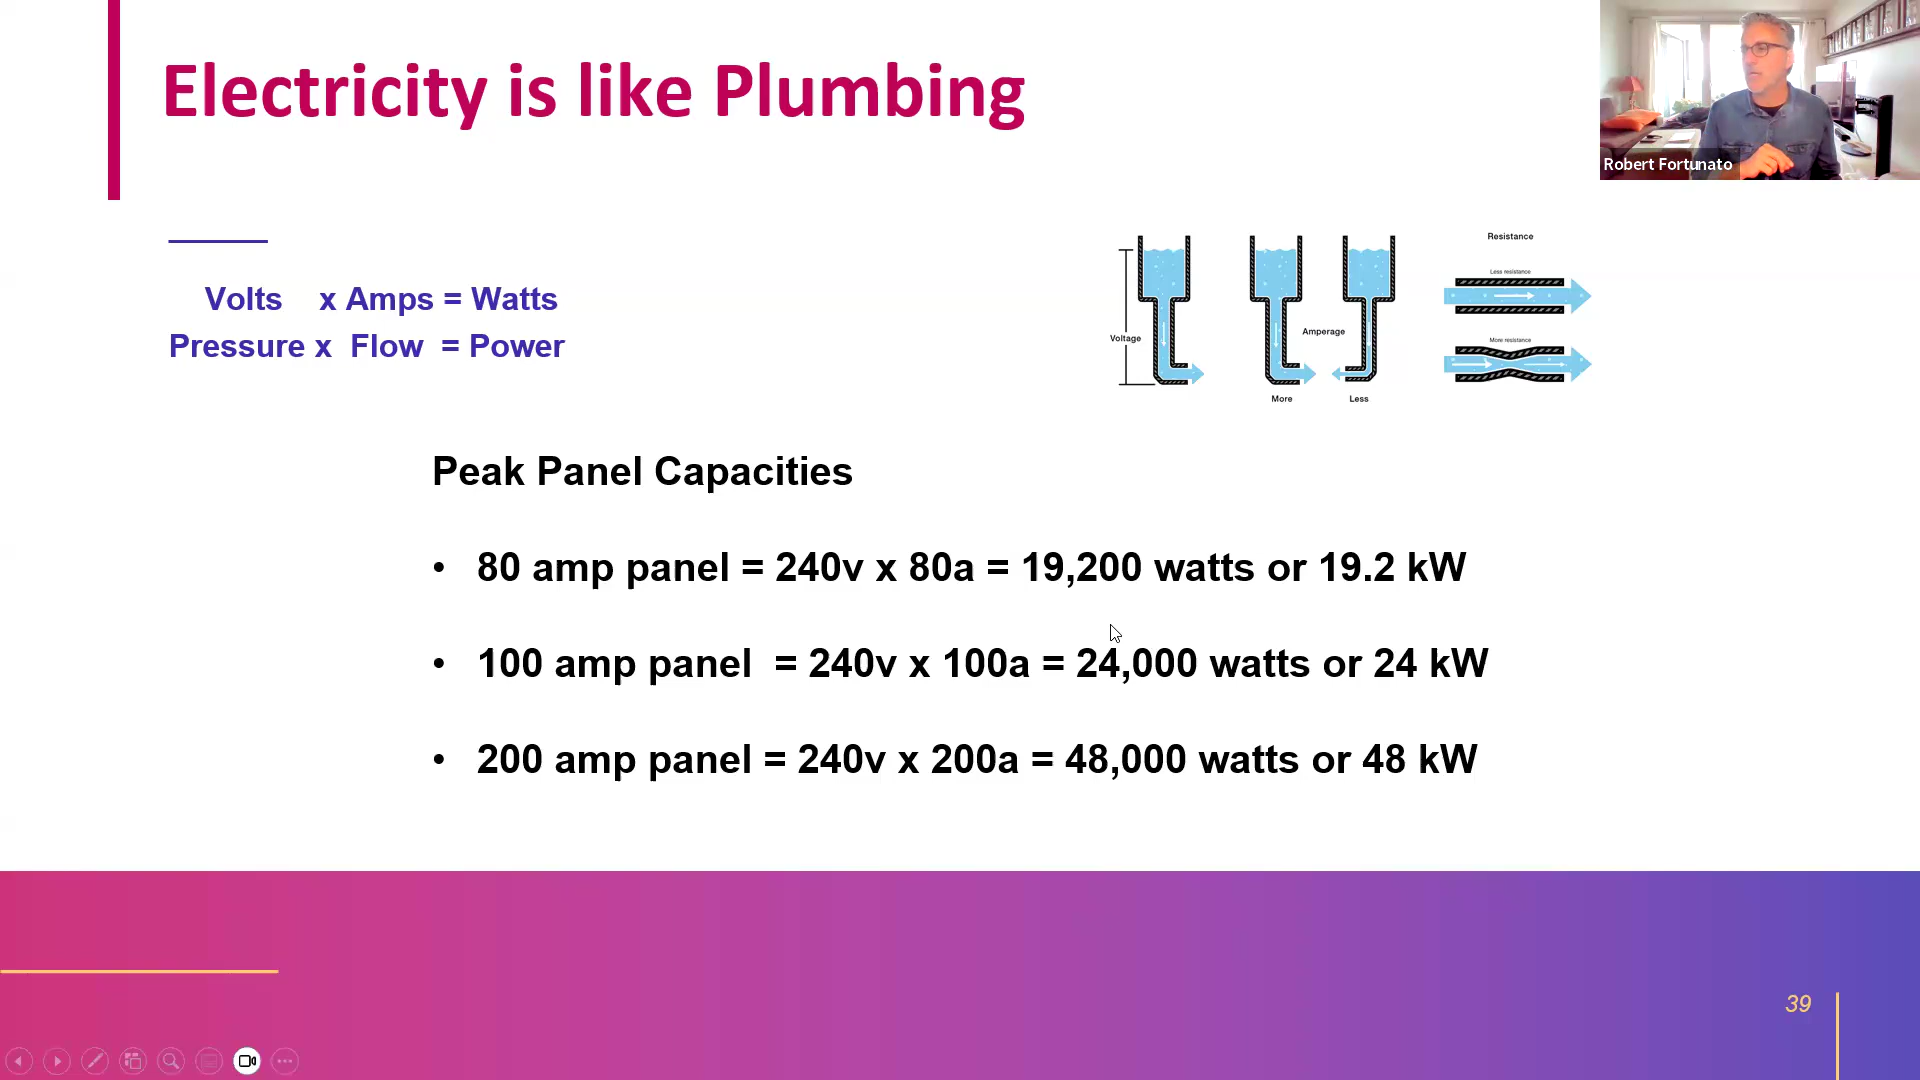 Electricity is like Plumbing
Robert Fortunato
Volts x Amps = Watts
Pressure x Flow = Power
Voltage
Amperage
More
Less
Resistance
Less resistance
More resistance
Peak Panel Capacities
• 80 amp panel = 240v x 80a = 19,200 watts or 19.2 kW
• 100 amp panel = 240v x 100a = 24,000 watts or 24 kW
• 200 amp panel = 240v x 200a = 48,000 watts or 48 kW
39